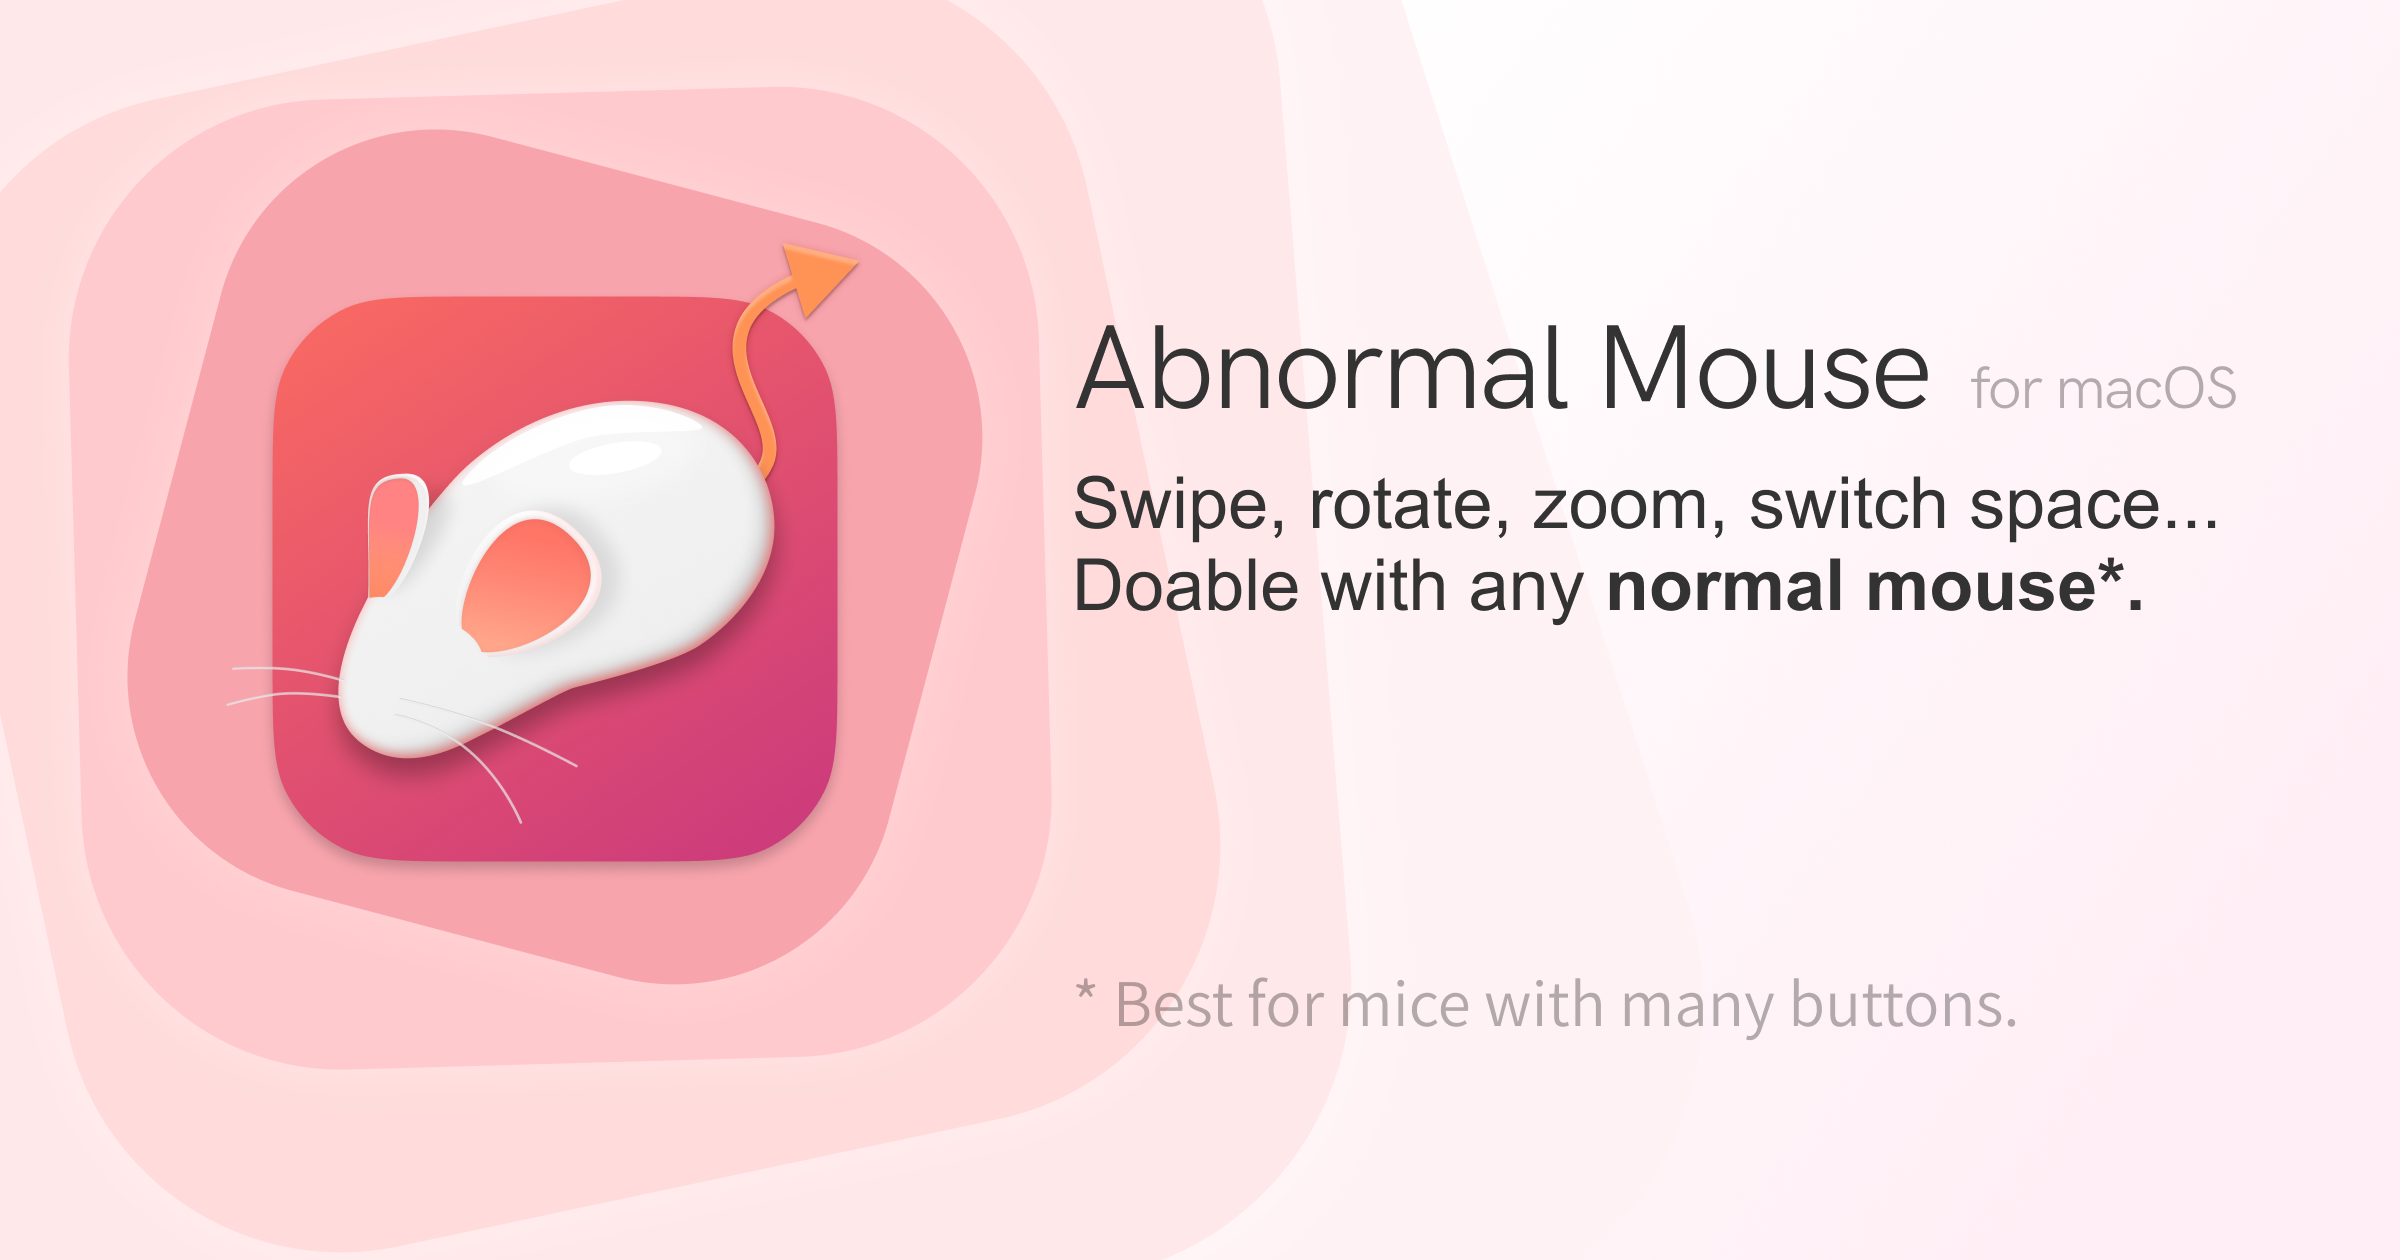 Abnormal Mouse for macOS
Swipe, rotate, zoom, switch space...
Doable with any normal mouse*.
* Best for mice with many buttons.